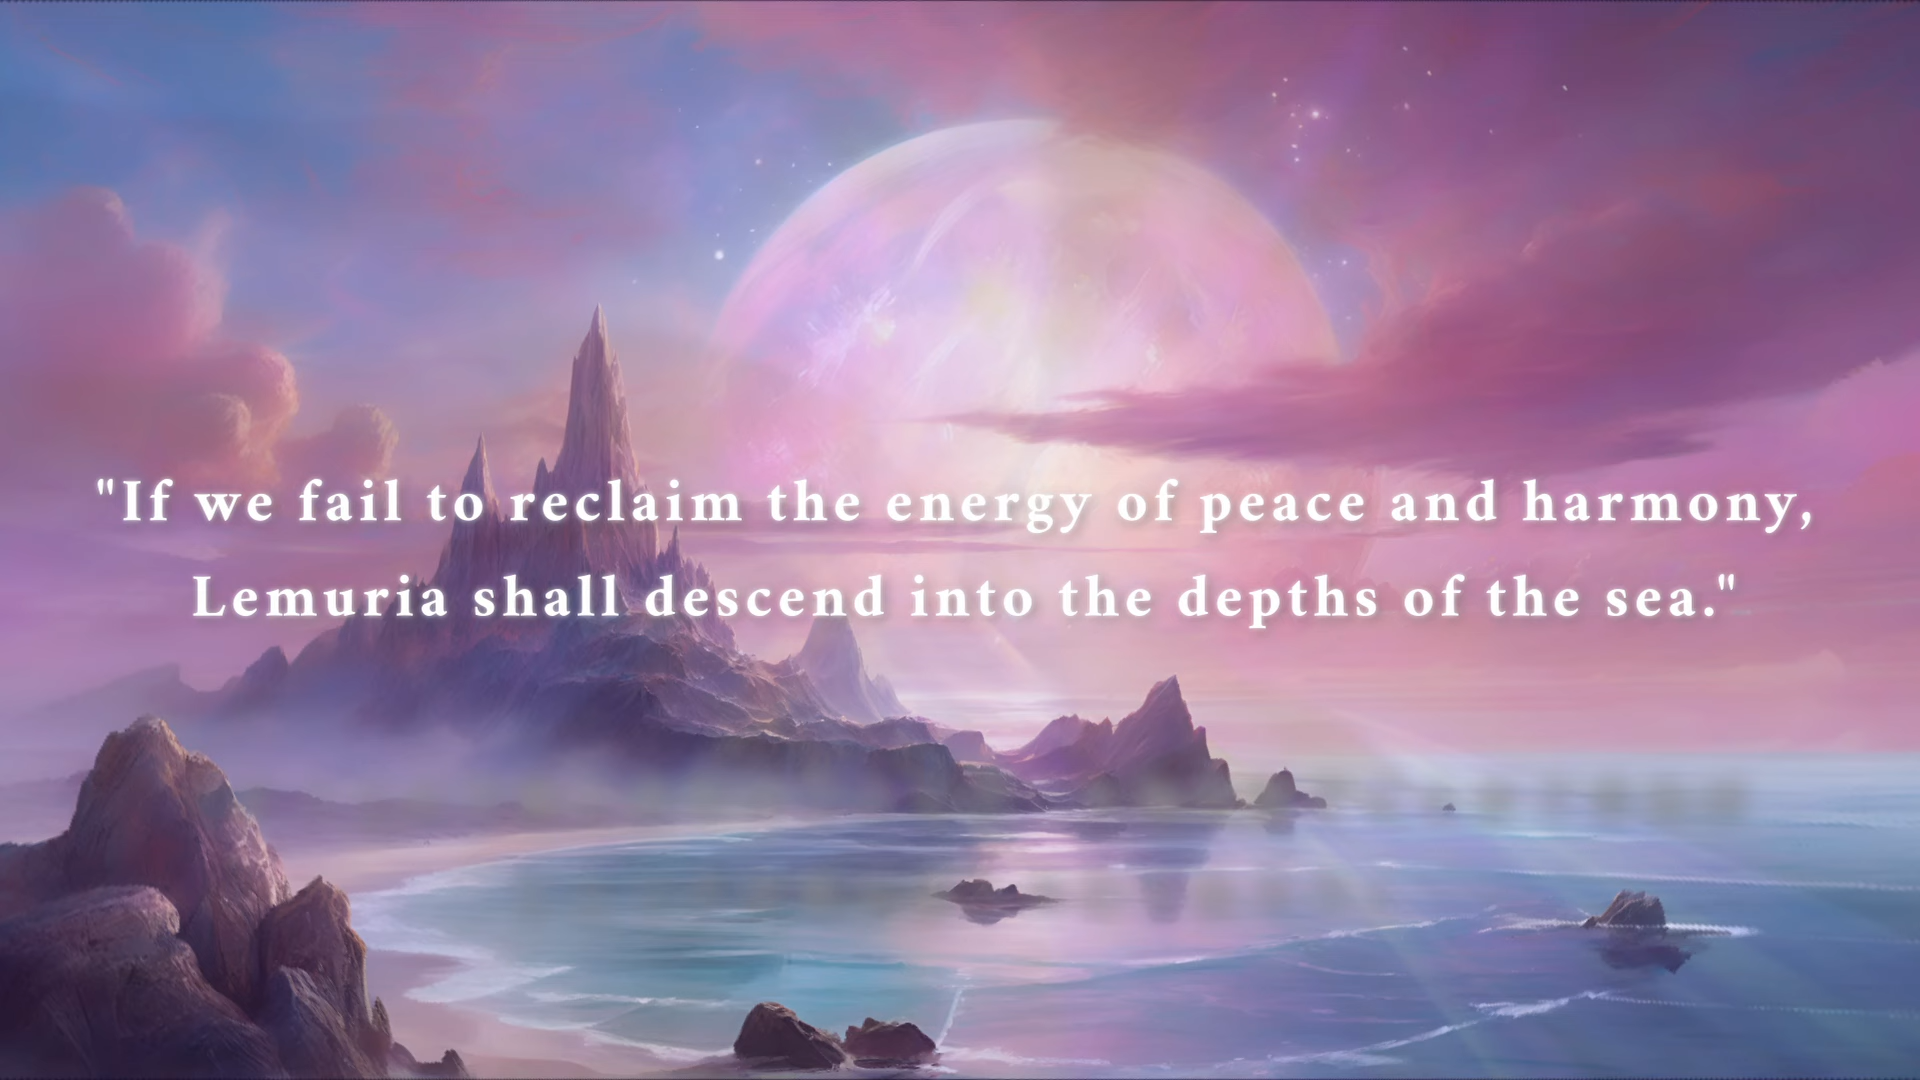 "If we fail to reclaim the energy of peace and harmony,
Lemuria shall descend into the depths of the sea."